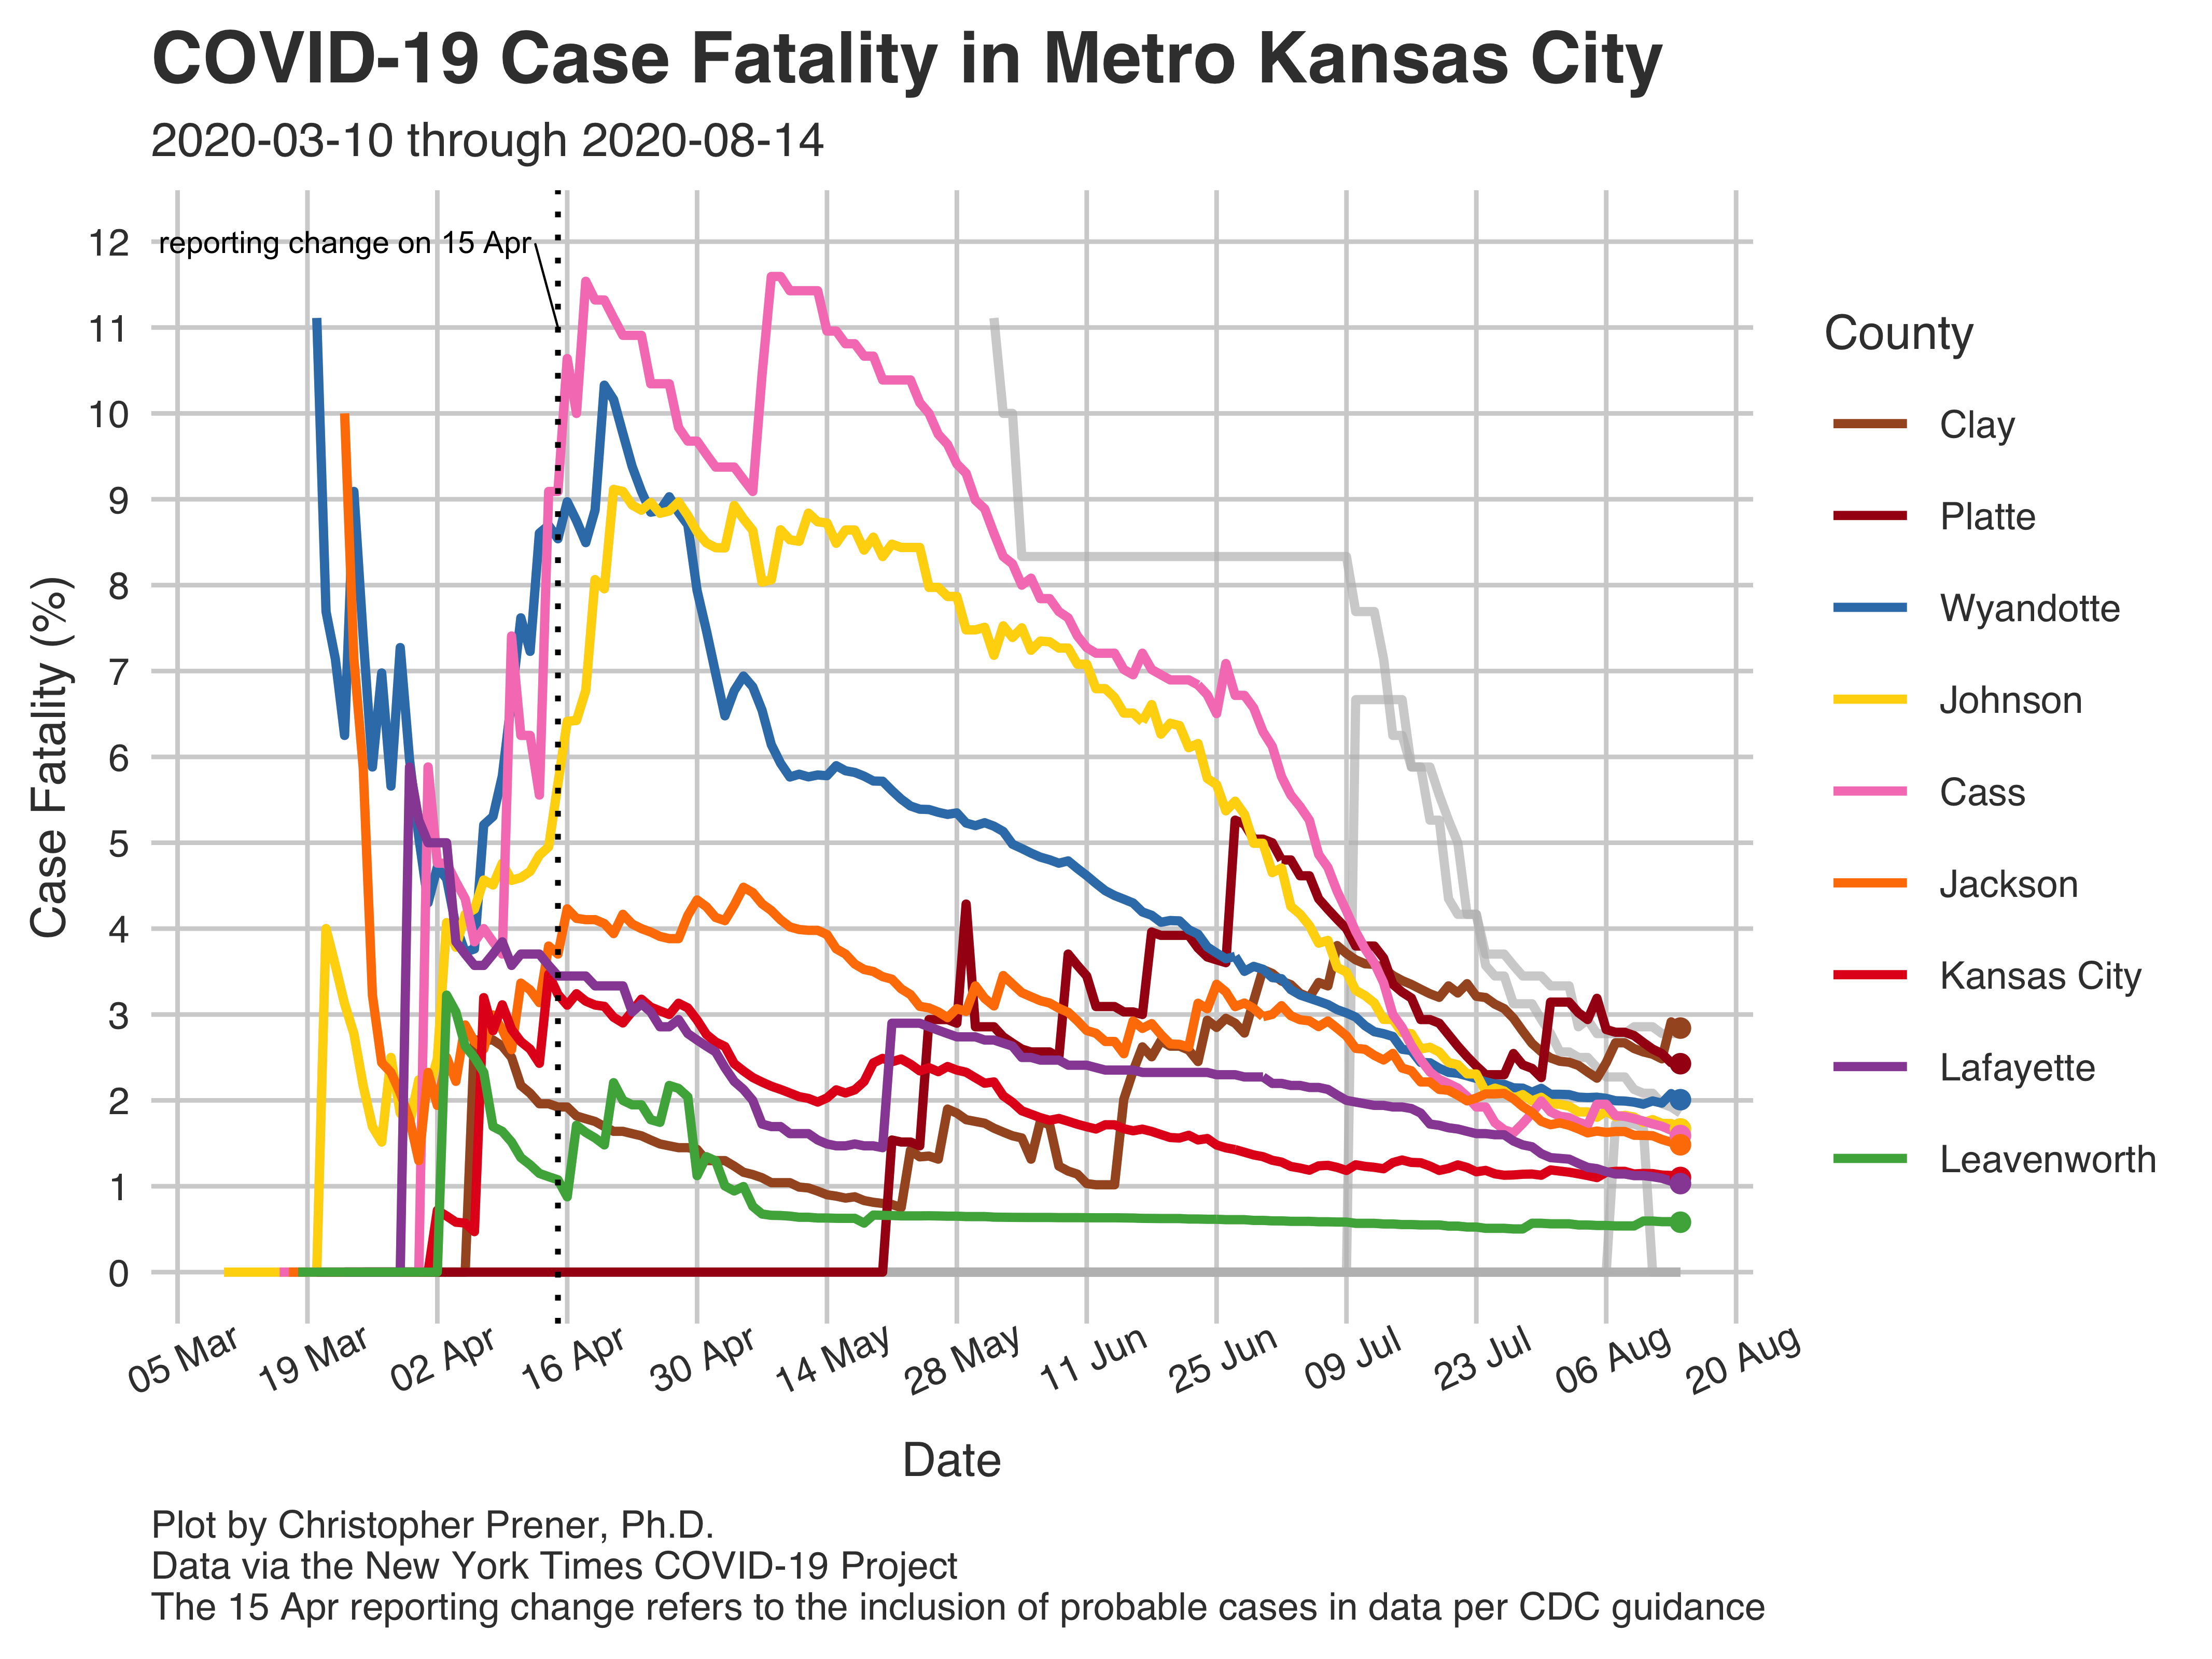 COVID-19 Case Fatality in Metro Kansas City
2020-03-10 through 2020-08-14
12
11
10
9
8
7
6
5
4
3
2
1
0
Case Fatality (%)
reporting change on 15 Apr
05 Mar
19 Mar
02 Apr
16 Apr
30 Apr
14 May
28 May
11 Jun
25 Jun
09 Jul
23 Jul
06 Aug
20 Aug
Date
County
Clay
Platte
Wyandotte
Johnson
Cass
Jackson
Kansas City
Lafayette
Leavenworth
Plot by Christopher Prener, Ph.D.
Data via the New York Times COVID-19 Project
The 15 Apr reporting change refers to the inclusion of probable cases in data per CDC guidance